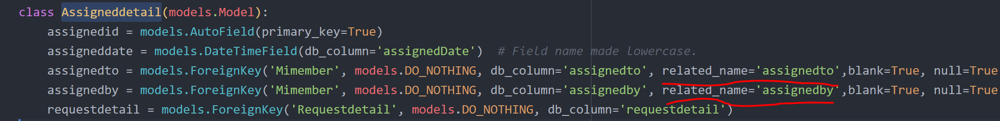 class Assigneddetail(models.Model):
assignedid = models.AutoField(primary_key=True)
assigneddate = models.DateTimeField(db_column='assignedDate')  # Field name made lowercase.
assignedto = models.ForeignKey('Mimember', models.DO_NOTHING, db_column='assignedto', related_name='assignedto',blank=True, null=True
assignedby = models.ForeignKey('Mimember', models.DO_NOTHING, db_column='assignedby', related_name='assignedby',blank=True, null=True
requestdetail = models.ForeignKey('Requestdetail', models.DO_NOTHING, db_column='requestdetail')